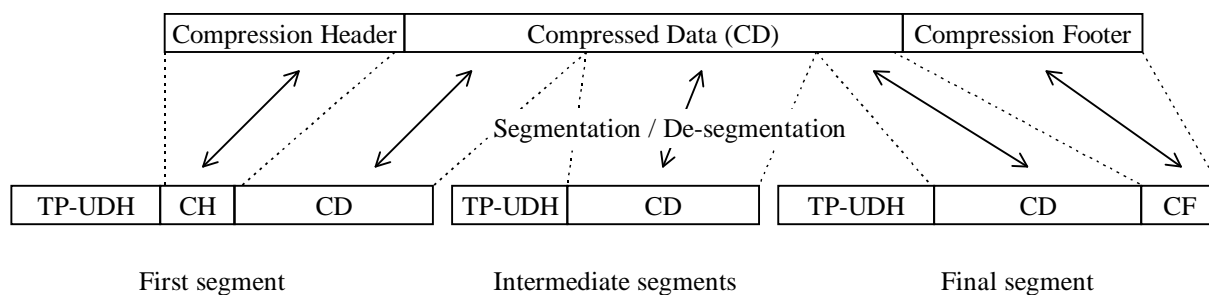 Compression Header Compressed Data (CD) Compression Footer
Segmentation / De-segmentation
TP-UDH CH CD TP-UDH CD TP-UDH CD CF
First segment Intermediate segments Final segment